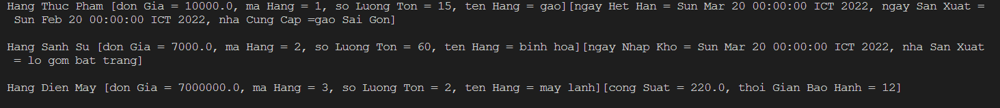 Hang Thuc Pham [don Gia = 10000.0, ma Hang = 1, so Luong Ton = 15, ten Hang = gao][ngay Het Han = Sun Mar 20 00:00:00 ICT 2022, ngay San Xuat =
Sun Feb 20 00:00:00 ICT 2022, nha Cung Cap =gao Sai Gon]
Hang Sanh Su [don Gia = 7000.0, ma Hang = 2, so Luong Ton = 60, ten Hang = binh hoa][ngay Nhap Kho = Sun Mar 20 00:00:00 ICT 2022, nha San Xuat
= lo gom bat trang]
Hang Dien May [don Gia = 7000000.0, ma Hang = 3, so Luong Ton = 2, ten Hang = may lanh][cong Suat = 220.0, thoi Gian Bao Hanh = 12]